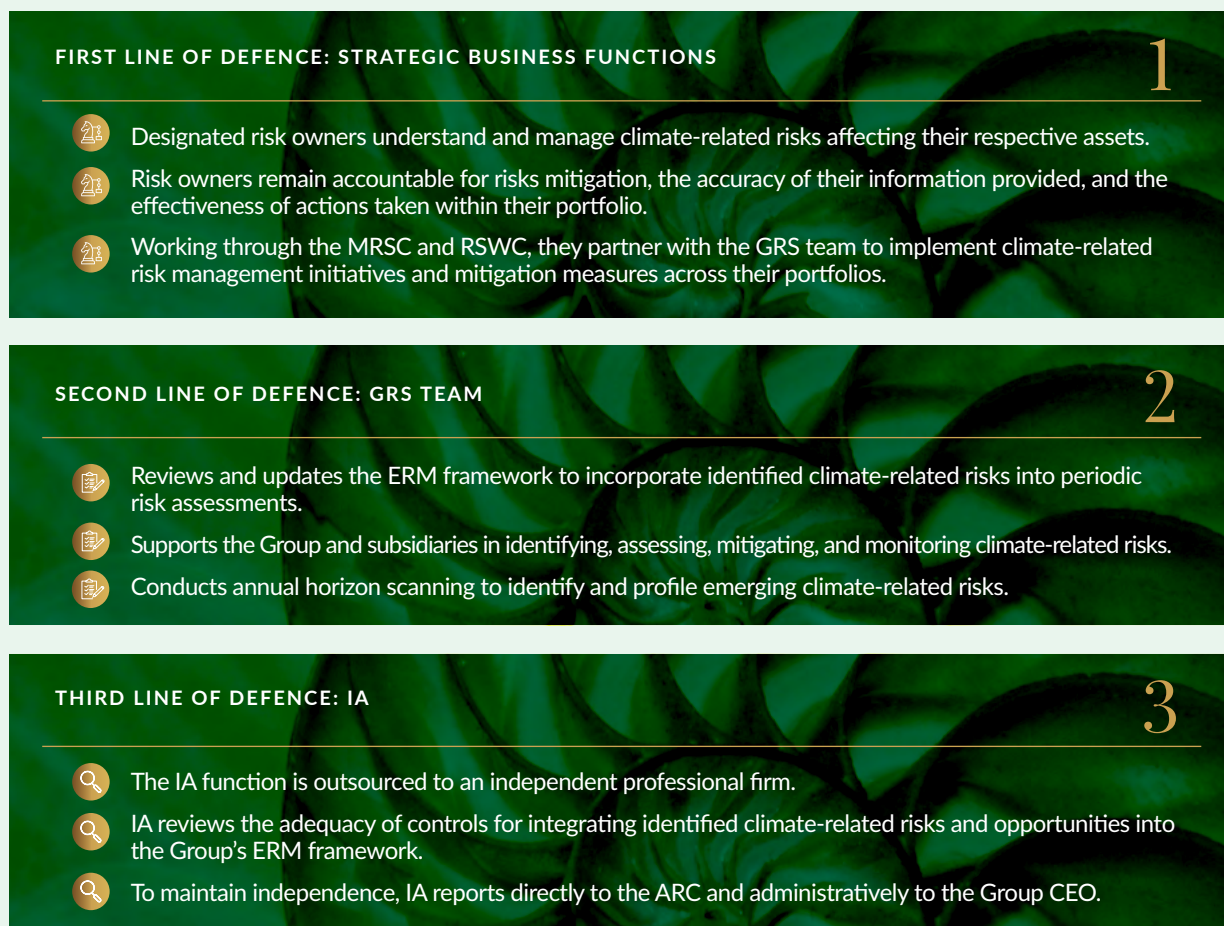 FIRST LINE OF DEFENCE: STRATEGIC BUSINESS FUNCTIONS
1
Designated risk owners understand and manage climate-related risks affecting their respective assets.
Risk owners remain accountable for risks mitigation, the accuracy of their information provided, and the
effectiveness of actions taken within their portfolio.
Working through the MRSC and RSWC, they partner with the GRS team to implement climate-related
risk management initiatives and mitigation measures across their portfolios.
SECOND LINE OF DEFENCE: GRS TEAM
2
Reviews and updates the ERM framework to incorporate identified climate-related risks into periodic
risk assessments.
Supports the Group and subsidiaries in identifying, assessing, mitigating, and monitoring climate-related risks.
Conducts annual horizon scanning to identify and profile emerging climate-related risks.
THIRD LINE OF DEFENCE: IA
3
The IA function is outsourced to an independent professional firm.
IA reviews the adequacy of controls for integrating identified climate-related risks and opportunities into
the Group’s ERM framework.
To maintain independence, IA reports directly to the ARC and administratively to the Group CEO.